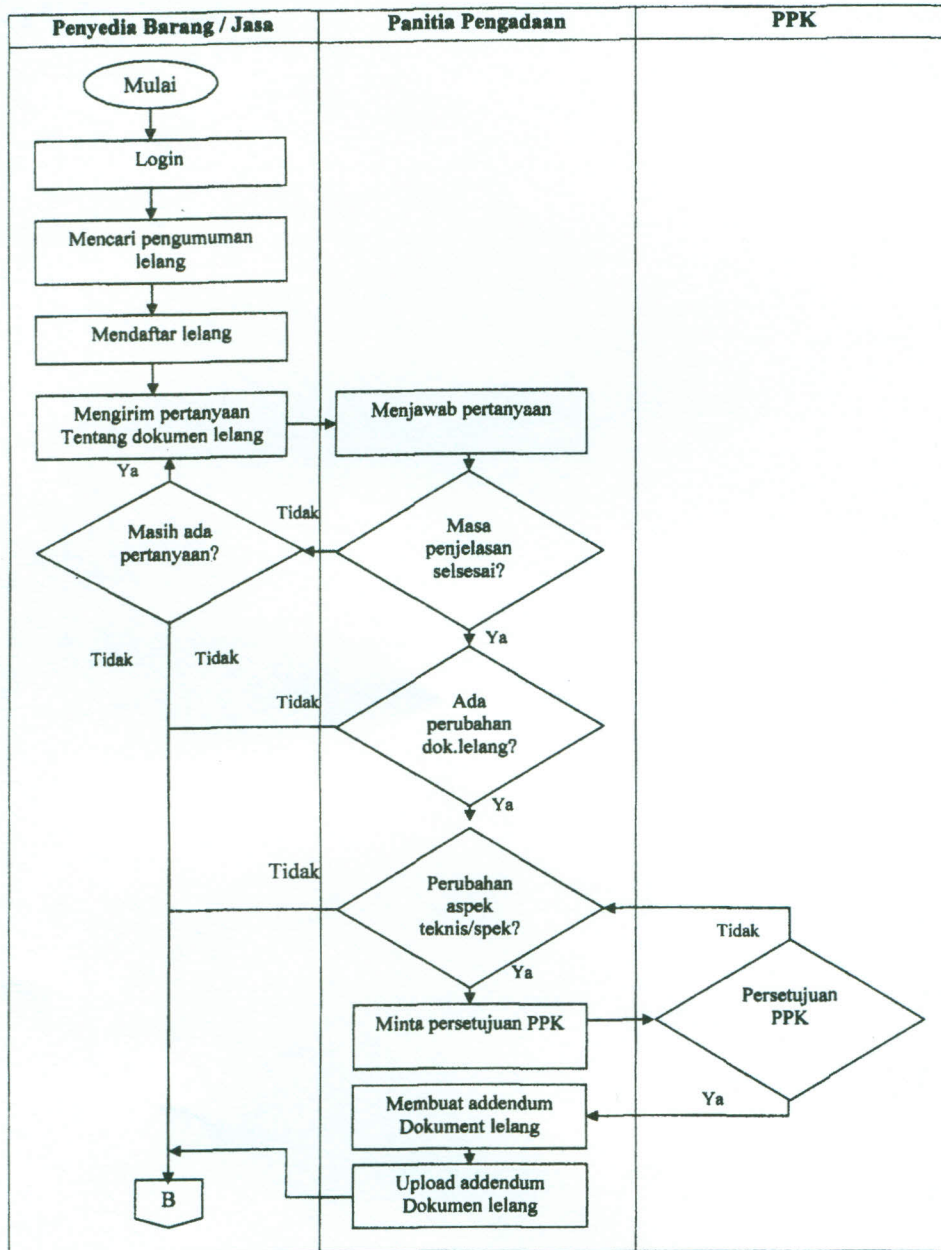 Penyedia Barang / Jasa
Panitia Pengadaan
PPK
Mulai
Login
Mencari pengumuman
lelang
Mendaftar lelang
Mengirim pertanyaan
Tentang dokumen lelang
Menjawab pertanyaan
Ya
Masih ada
pertanyaan?
Tidak
Masa
penjelasan
selsesai?
Ya
Tidak
Tidak
Tidak
Ada
perubahan
dok.lelang?
Ya
Tidak
Perubahan
aspek
teknis/spek?
Ya
Tidak
Persetujuan
PPK
Minta persetujuan PPK
Ya
Membuat addendum
Dokument lelang
Upload addendum
Dokumen lelang
B